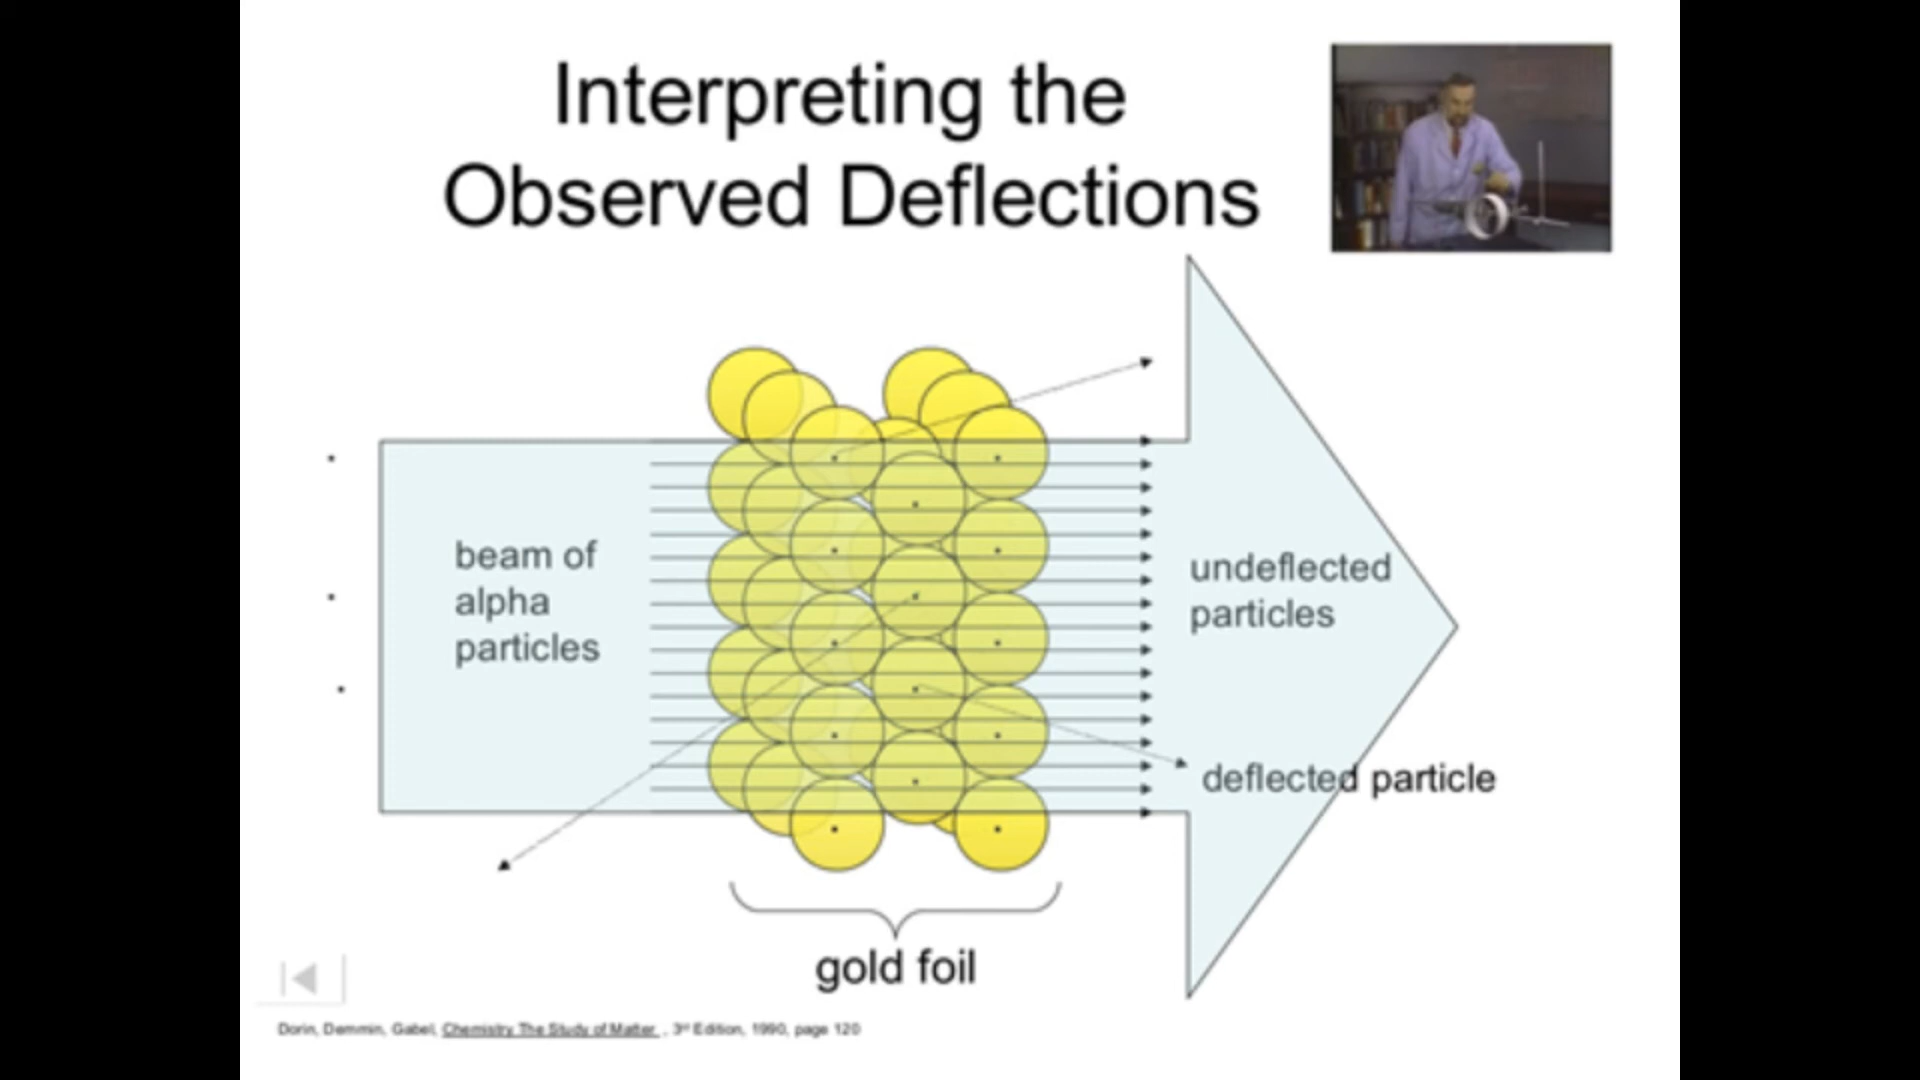 Interpreting the
Observed Deflections
beam of
alpha
particles
undeflected
particles
deflected particle
gold foil
Dorin, Demmin, Gabel, Chemistry The Study of Matter , 3rd Edition, 1990, page 120